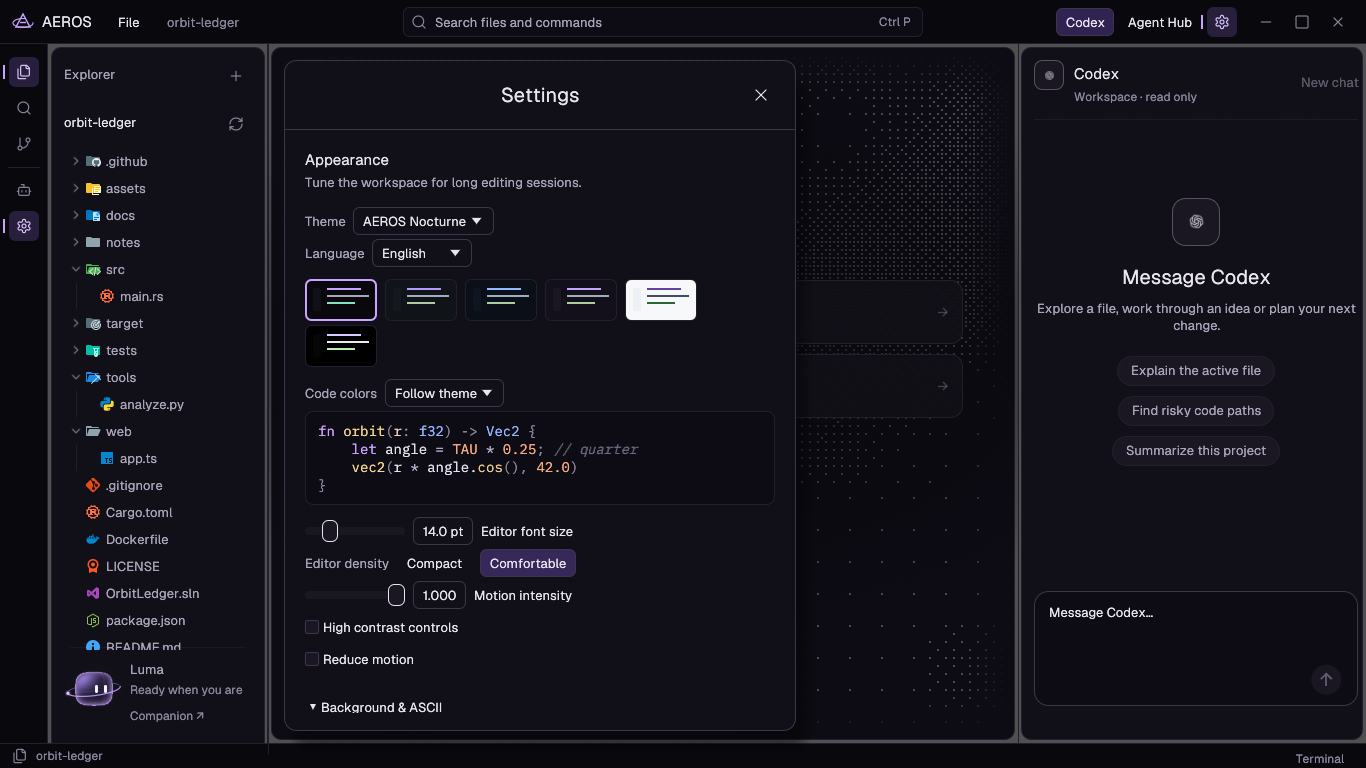 AEROS File orbit-ledger Search files and commands Ctrl P Codex Agent Hub
Explorer
orbit-ledger
.github
assets
docs
notes
src
main.rs
target
tests
tools
analyze.py
web
app.ts
.gitignore
Cargo.toml
Dockerfile
LICENSE
OrbitLedger.sln
package.json
README.md
Luma
Ready when you are
Companion ↗
Settings
Appearance
Tune the workspace for long editing sessions.
Theme AEROS Nocturne
Language English
Code colors Follow theme
fn orbit(r: f32) -> Vec2 {
    let angle = TAU * 0.25; // quarter
    vec2(r * angle.cos(), 42.0)
}
14.0 pt Editor font size
Editor density Compact Comfortable
1.000 Motion intensity
High contrast controls
Reduce motion
Background & ASCII
Codex
Workspace · read only
New chat
Message Codex
Explore a file, work through an idea or plan your next
change.
Explain the active file
Find risky code paths
Summarize this project
Message Codex…
orbit-ledger
Terminal